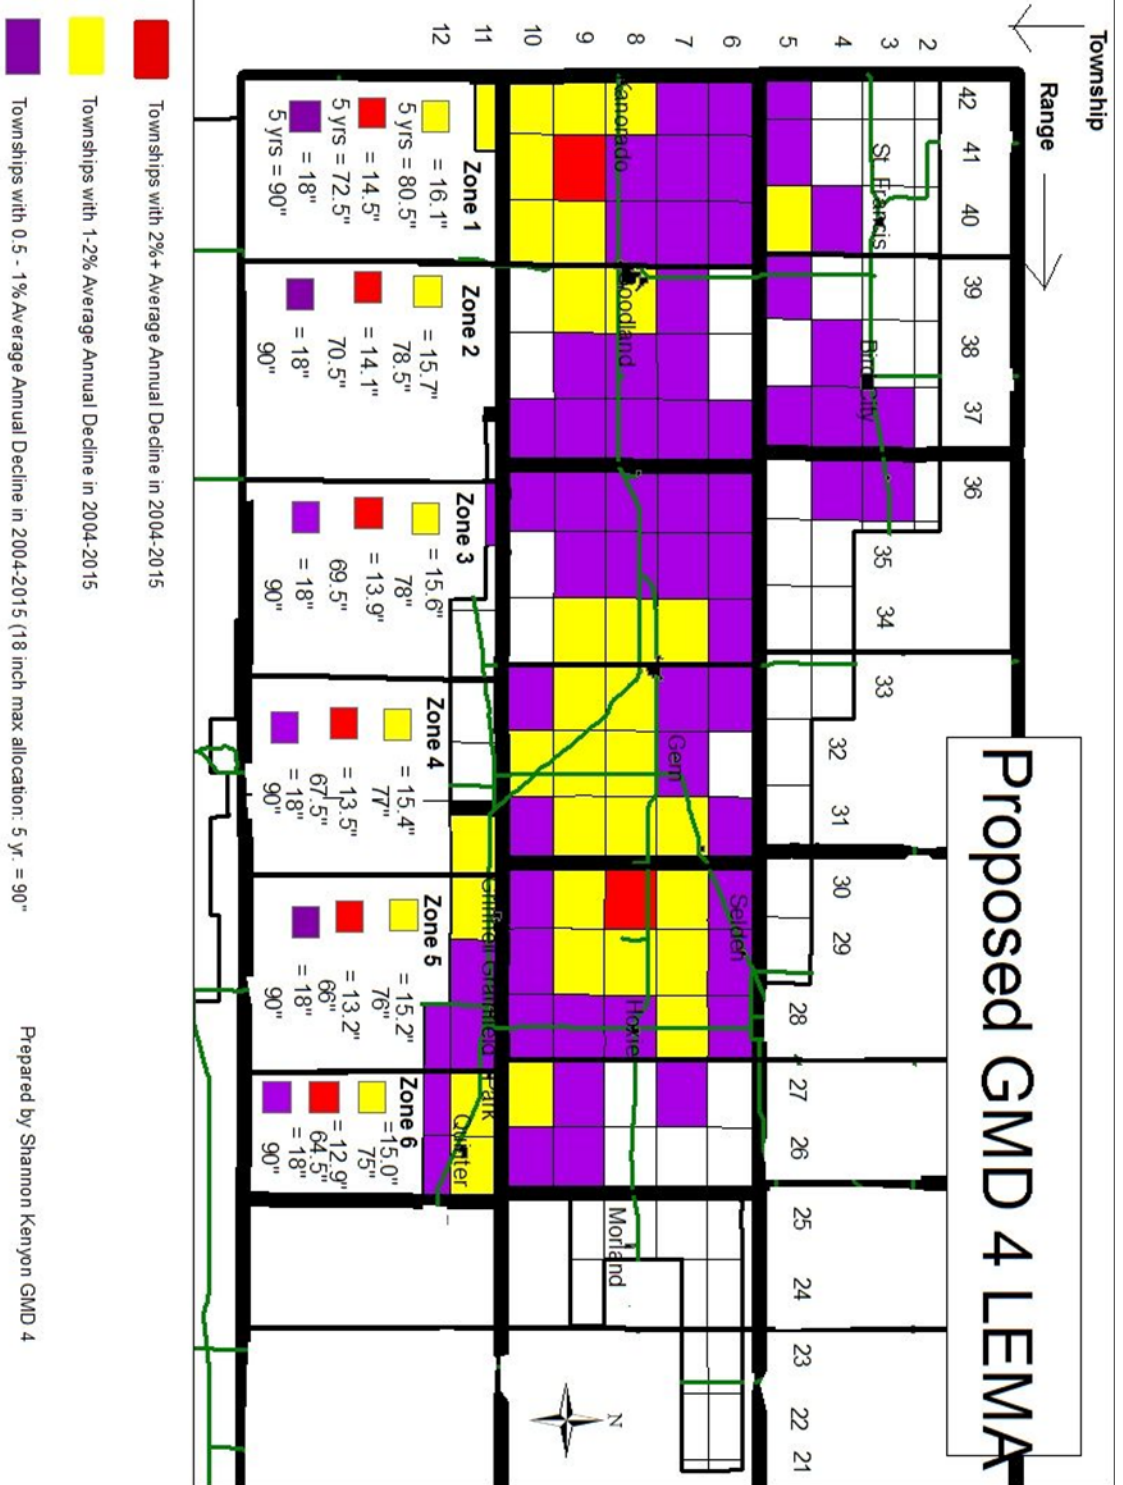 Proposed GMD 4 LEMA
Township
Range
42
41
40
39
38
37
36
35
34
33
32
31
30
29
28
27
26
25
24
23
22
21
2
3
4
5
6
7
8
9
10
11
12
St. Francis
Bird City
Kanorado
Goodland
Gem
Selden
Hoxie
Morland
Grinnell
Grainfield
Park
Quinter
N
Zone 1
= 16.1"
5 yrs = 80.5"
= 14.5"
5 yrs = 72.5"
= 18"
5 yrs = 90"
Zone 2
= 15.7"
78.5"
= 14.1"
70.5"
= 18"
90"
Zone 3
= 15.6"
78"
= 13.9"
69.5"
= 18"
90"
Zone 4
= 15.4"
77"
= 13.5"
67.5"
= 18"
90"
Zone 5
= 15.2"
76"
= 13.2"
66"
= 18"
90"
Zone 6
=15.0"
75"
= 12.9"
64.5"
= 18"
90"
Townships with 2%+ Average Annual Decline in 2004-2015
Townships with 1-2% Average Annual Decline in 2004-2015
Townships with 0.5 - 1% Average Annual Decline in 2004-2015 (18 inch max allocation: 5 yr. = 90"
Prepared by Shannon Kenyon GMD 4